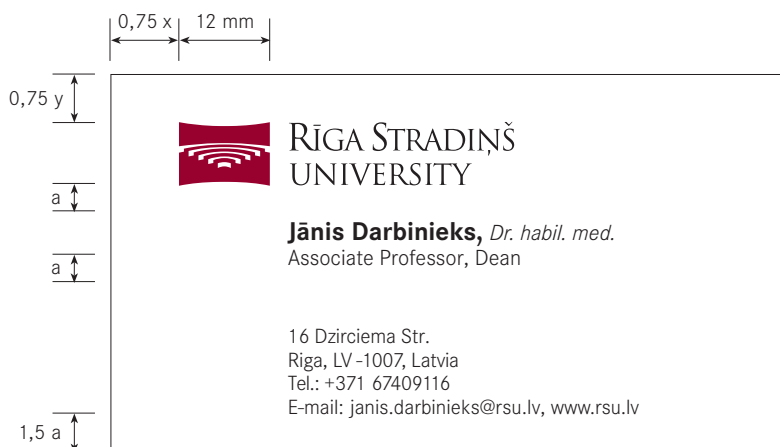 0,75 x 12 mm
0,75 y
RĪGA STRADIŅŠ
UNIVERSITY
a
Jānis Darbinieks, Dr. habil. med.
Associate Professor, Dean
a
16 Dzirciema Str.
Riga, LV -1007, Latvia
Tel.: +371 67409116
E-mail: janis.darbinieks@rsu.lv, www.rsu.lv
1,5 a